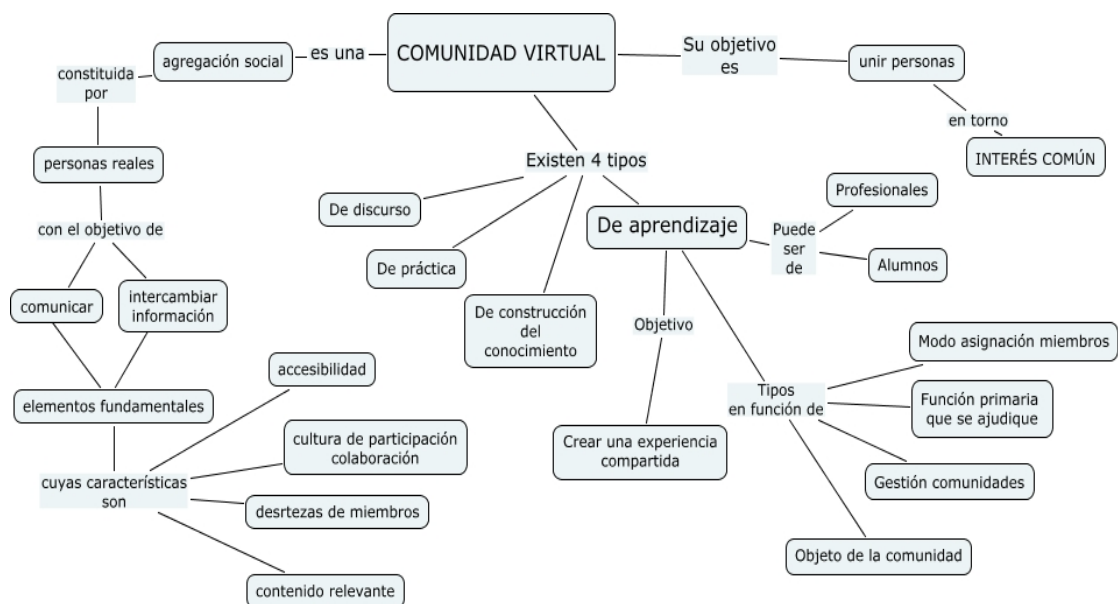 COMUNIDAD VIRTUAL
es una
agregación social
constituida
por
personas reales
con el objetivo de
comunicar
intercambiar
información
elementos fundamentales
cuyas características
son
accesibilidad
cultura de participación
colaboración
desrtezas de miembros
contenido relevante
Existen 4 tipos
De discurso
De práctica
De construcción
del
conocimiento
De aprendizaje
Puede
ser
de
Profesionales
Alumnos
Objetivo
Crear una experiencia
compartida
Tipos
en función de
Modo asignación miembros
Función primaria
que se ajudique
Gestión comunidades
Objeto de la comunidad
Su objetivo
es
unir personas
en torno
INTERÉS COMÚN